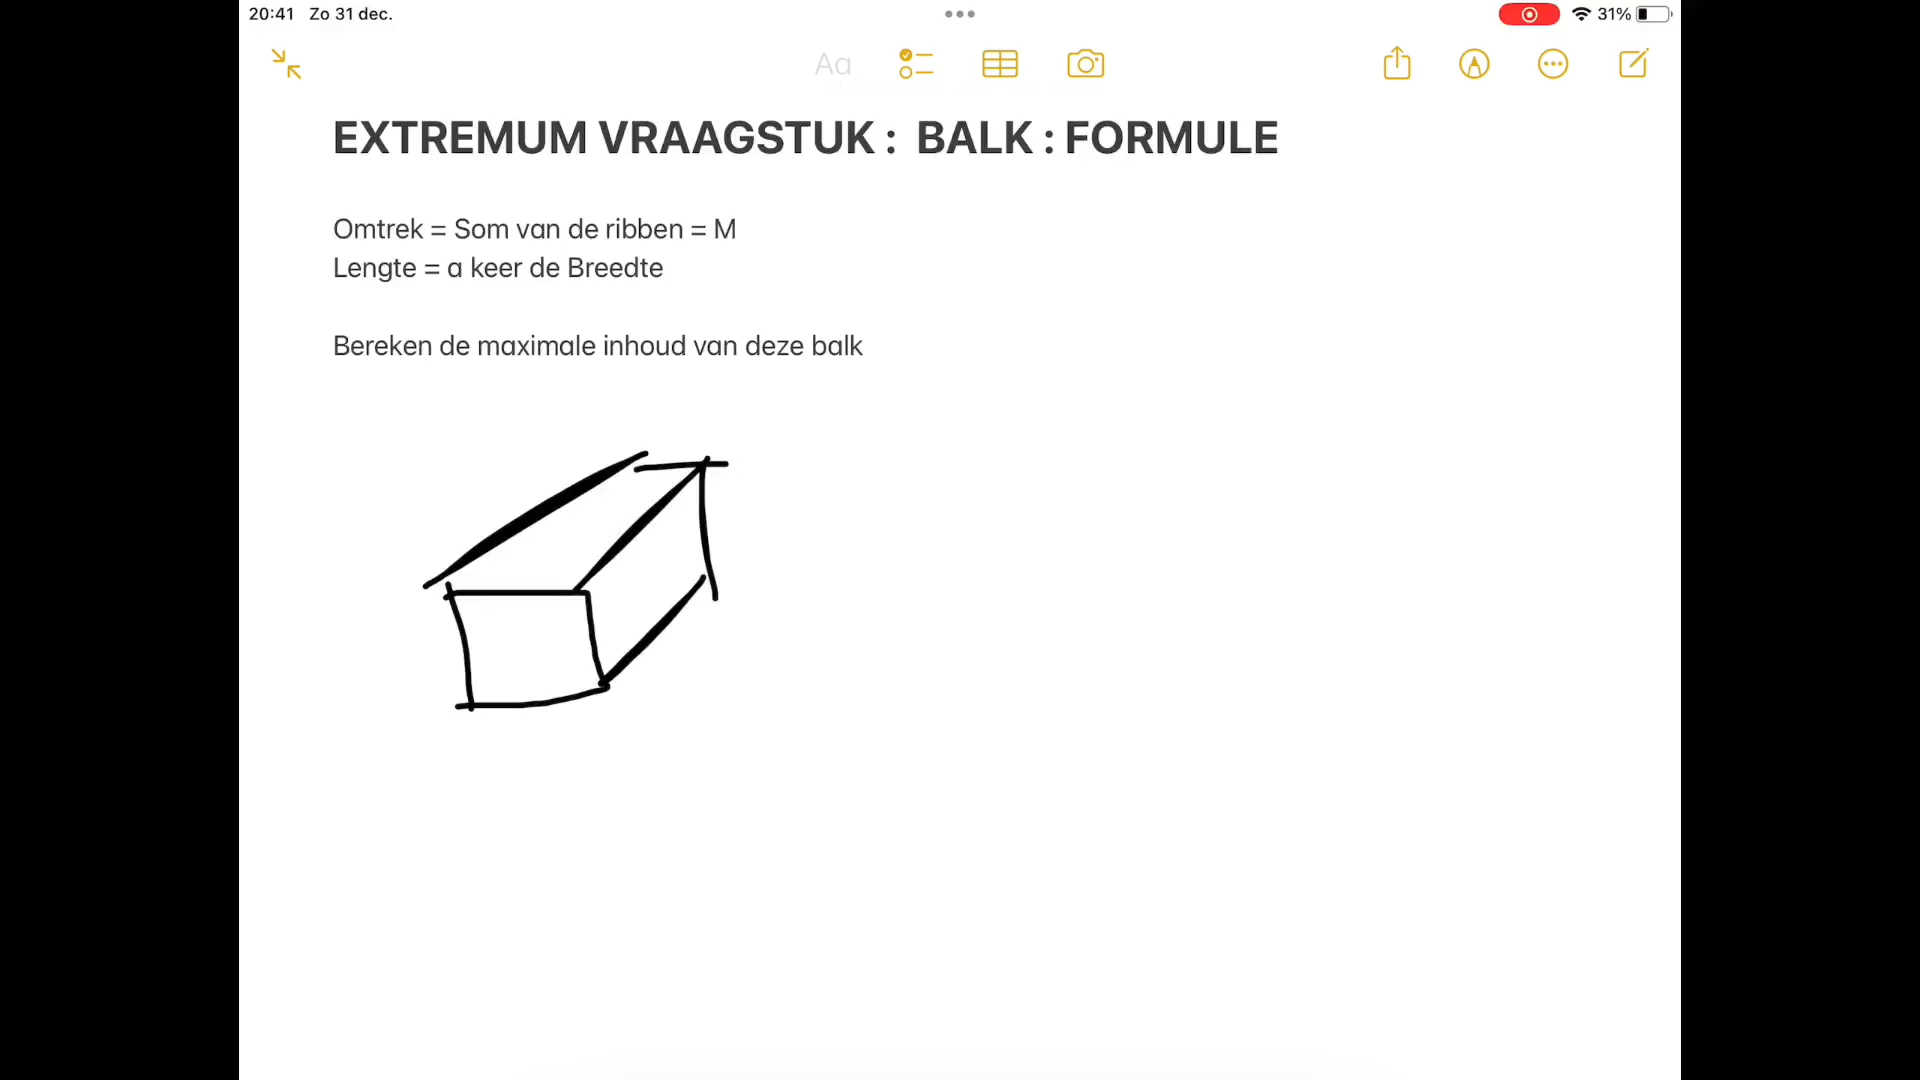 20:41 Zo 31 dec.
31%
Aa
EXTREMUM VRAAGSTUK : BALK : FORMULE
Omtrek = Som van de ribben = M
Lengte = a keer de Breedte
Bereken de maximale inhoud van deze balk